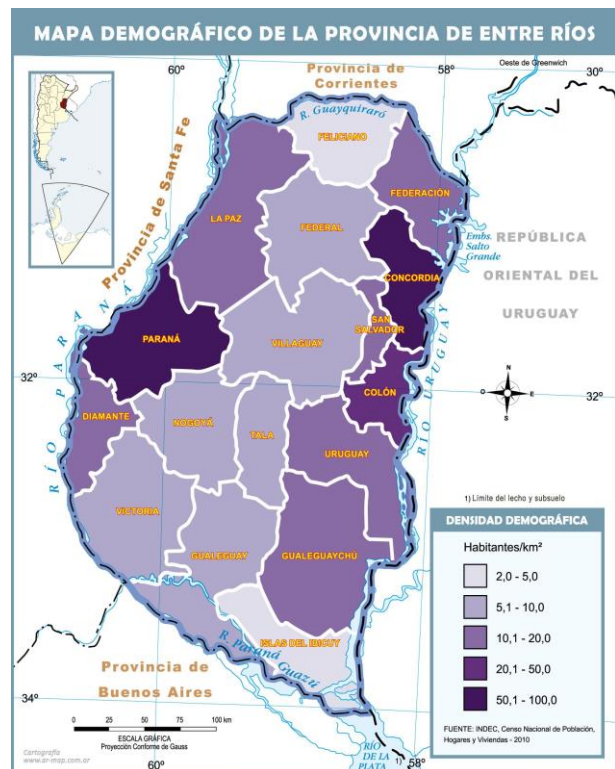 MAPA DEMOGRÁFICO DE LA PROVINCIA DE ENTRE RÍOS
60°
Provincia de
Corrientes
58°
Oeste de Greenwich
30°
R. Guayquiraró
FELICIANO
Provincia de Santa Fe
FEDERACIÓN
LA PAZ
FEDERAL
Embs.
Salto
Grande
REPÚBLICA
ORIENTAL DEL
URUGUAY
CONCORDIA
RÍO PARANÁ
SAN
SALVADOR
PARANÁ
VILLAGUAY
RÍO URUGUAY
32°
COLÓN
N
O
E
S
32°
DIAMANTE
NOGOYÁ
TALA
URUGUAY
VICTORIA
1) Límite del lecho y subsuelo
GUALEGUAY
GUALEGUAYCHÚ
DENSIDAD DEMOGRÁFICA
Habitantes/km²
2,0 - 5,0
5,1 - 10,0
10,1 - 20,0
20,1 - 50,0
50,1 - 100,0
FUENTE: INDEC, Censo Nacional de Población,
Hogares y Viviendas - 2010
ISLAS DEL IBICUY
R. Paraná Guazú
Provincia de
Buenos Aires
34°
0 25 50 75 100 km
ESCALA GRÁFICA
Proyección Conforme de Gauss
Cartografía
www.ar-map.com.ar
60°
RÍO
DE LA
PLATA
1)
58°